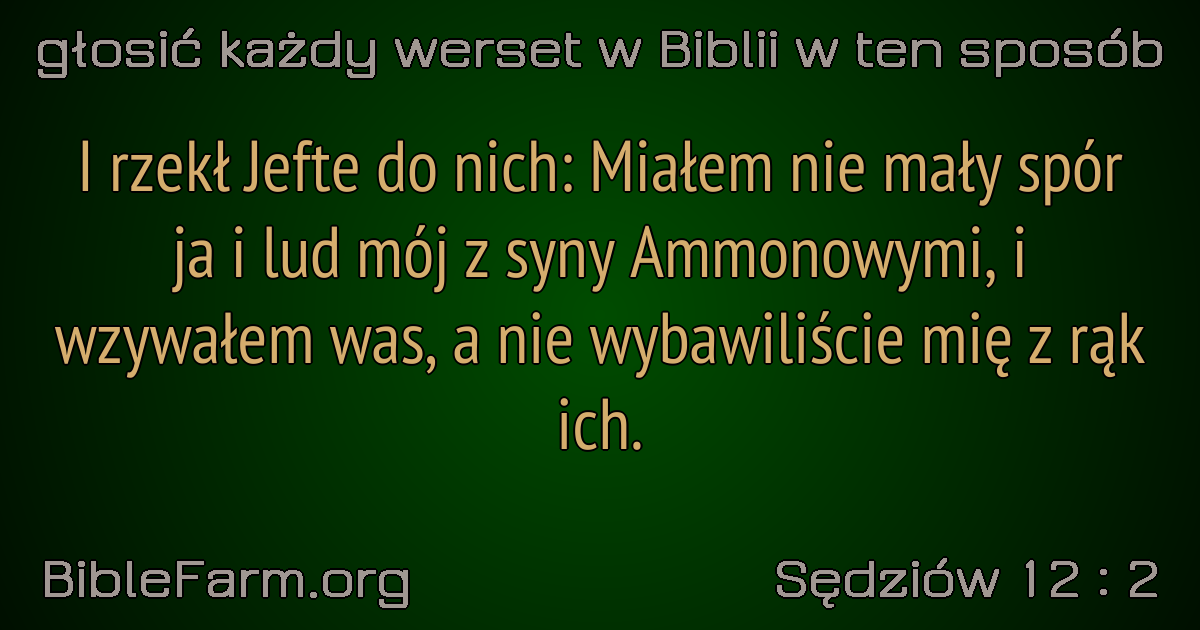 głosić każdy werset w Biblii w ten sposób
I rzekł Jefte do nich: Miałem nie mały spór
ja i lud mój z syny Ammonowymi, i
wzywałem was, a nie wybawiliście mię z rąk
ich.
BibleFarm.org
Sędziów 12 : 2